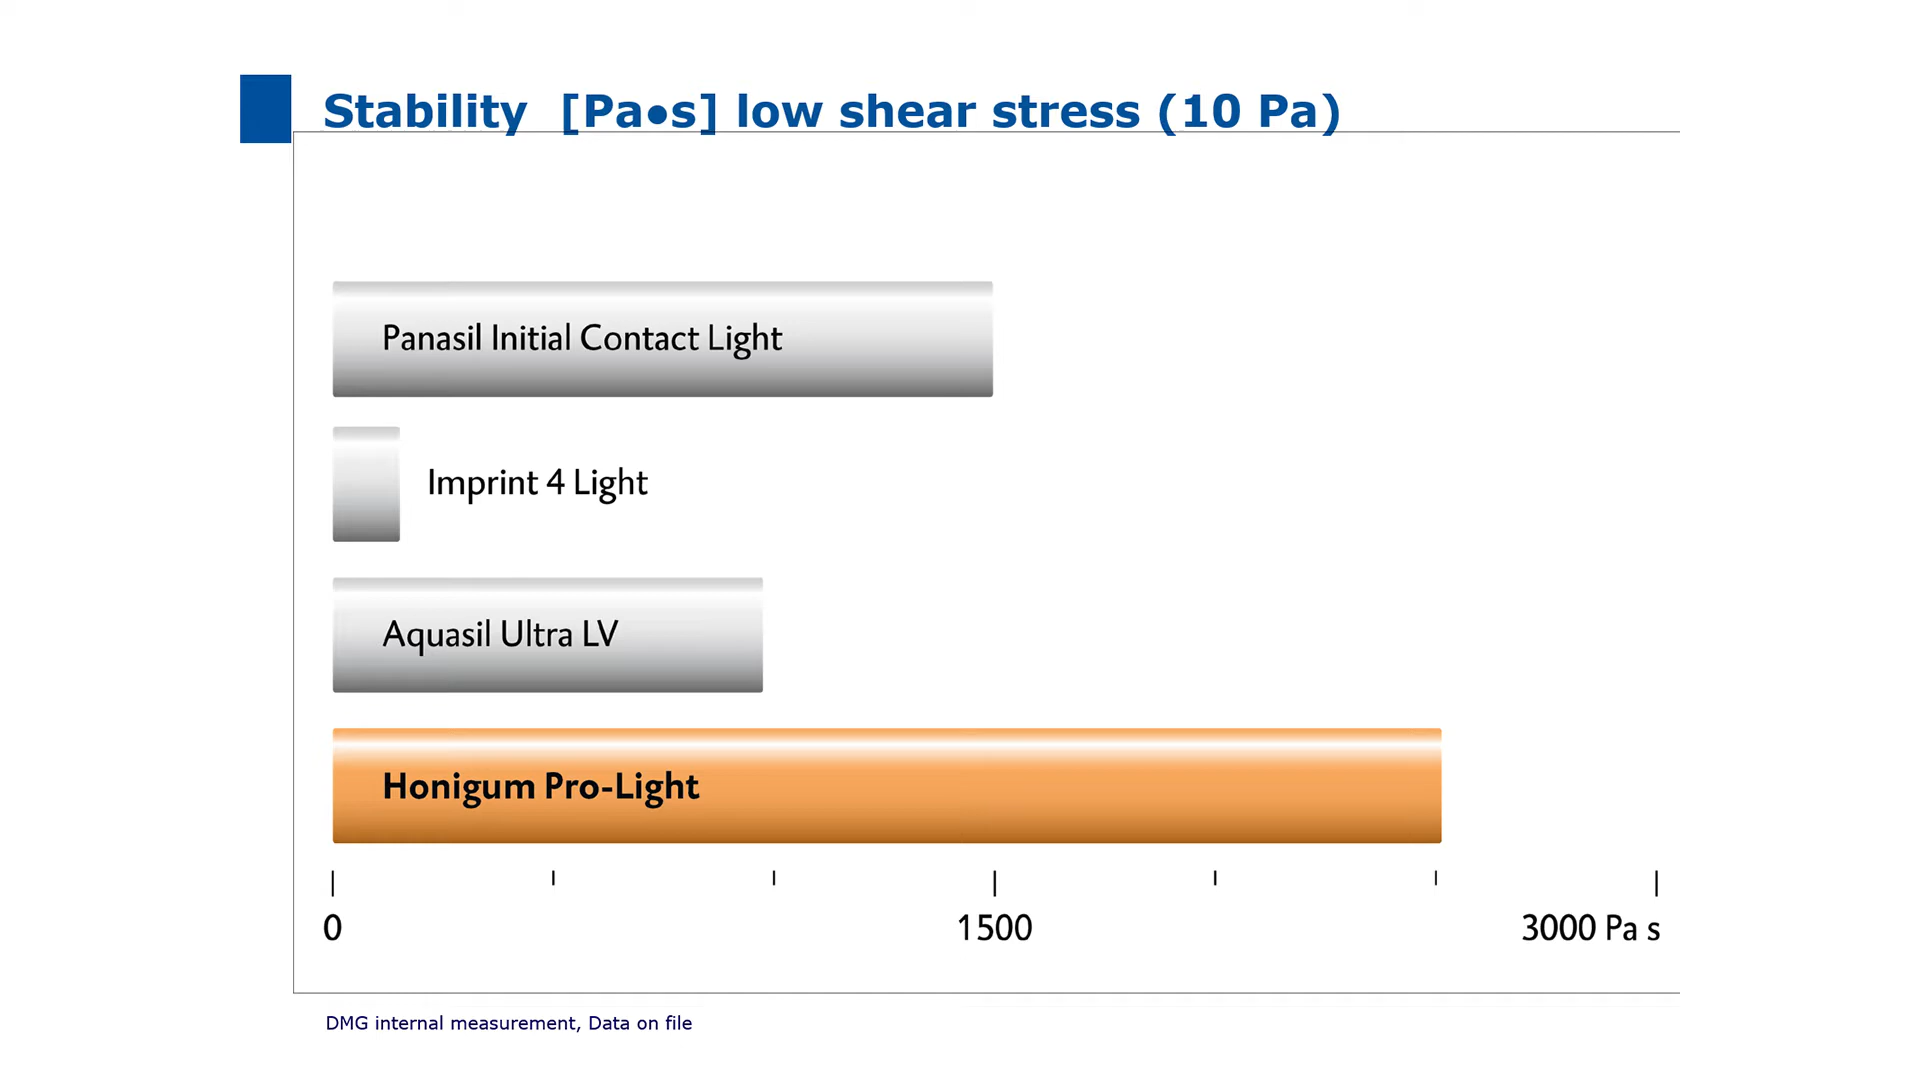 Stability [Pa●s] low shear stress (10 Pa)
Panasil Initial Contact Light
Imprint 4 Light
Aquasil Ultra LV
Honigum Pro-Light
0 1500 3000 Pa s
DMG internal measurement, Data on file